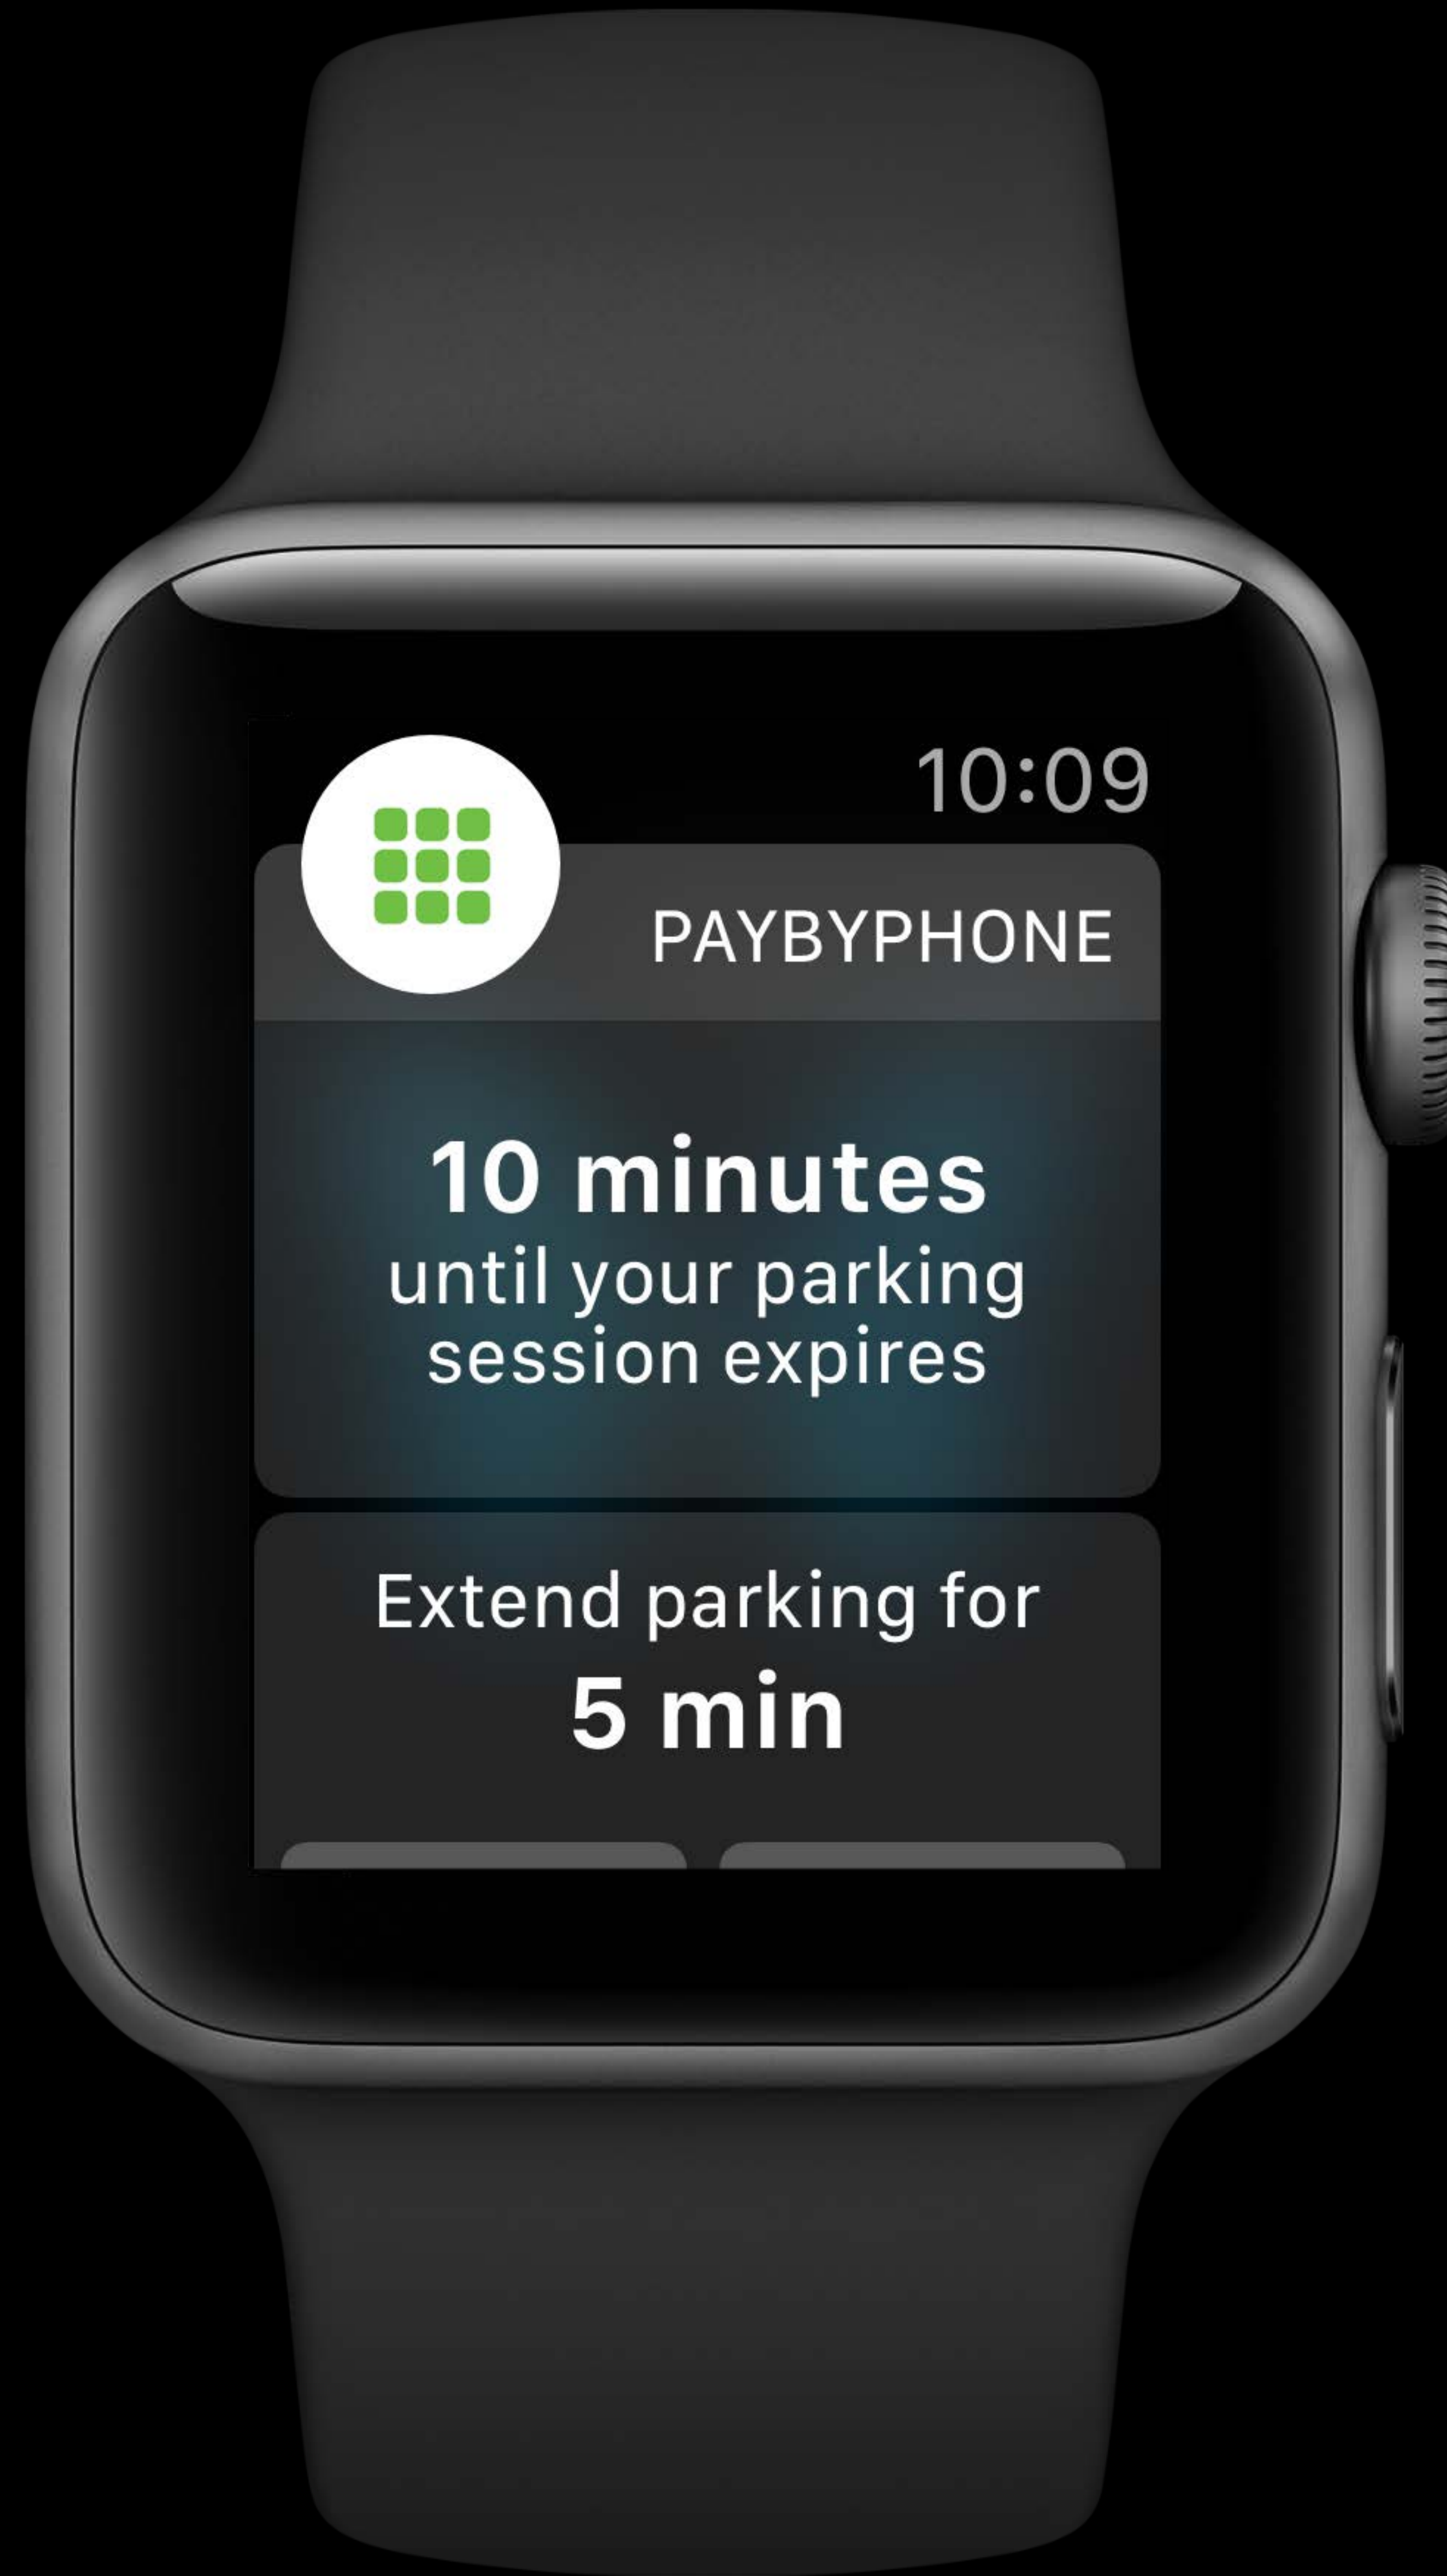 10:09
PAYBYPHONE
10 minutes
until your parking
session expires
Extend parking for
5 min